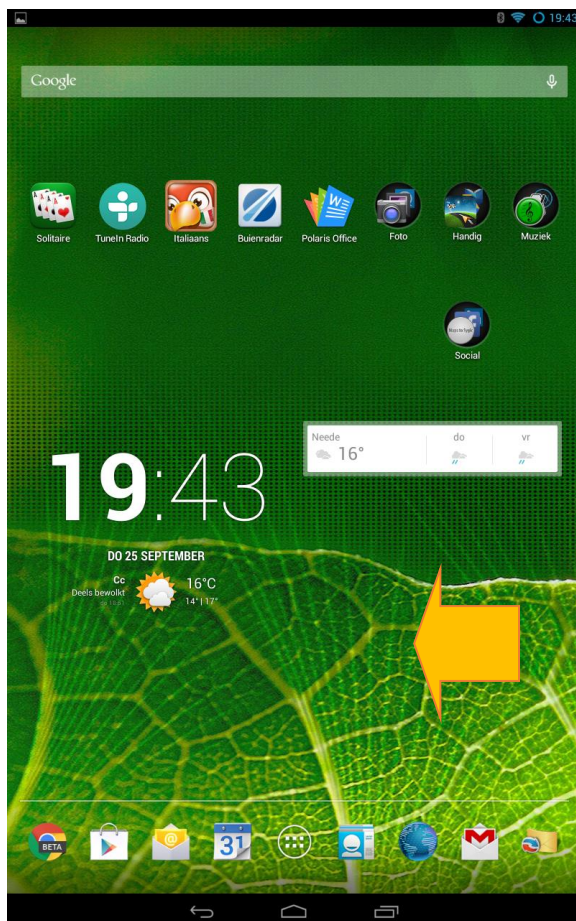 19:43
Google
Solitaire
TuneIn Radio
Italiaans
Buienradar
Polaris Office
Foto
Handig
Muziek
Social
Neede
do
vr
16°
19:43
DO 25 SEPTEMBER
Cc
Deels bewolkt
16°C
14° | 17°
BETA
31